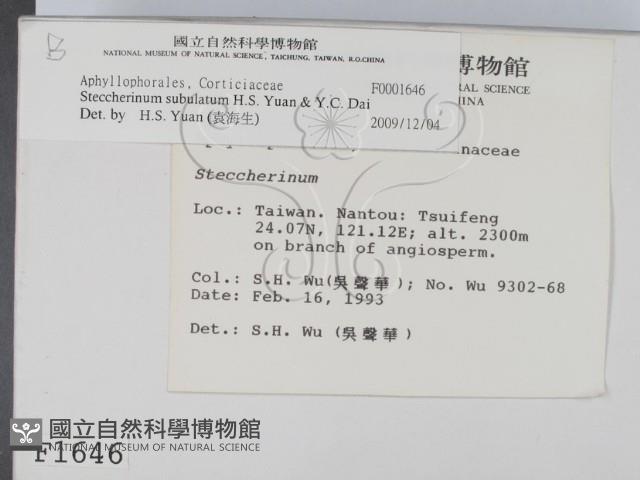 國立自然科學博物館
NATIONAL MUSEUM OF NATURAL SCIENCE, TAICHUNG, TAIWAN, R.O.CHINA
Aphyllophorales, Corticiaceae F0001646
Steccherinum subulatum H.S. Yuan & Y.C. Dai
Det. by H.S. Yuan (袁海生) 2009/12/04
博物館
RAL SCIENCE
HINA
naceae
Steccherinum
Loc.: Taiwan. Nantou: Tsuifeng
24.07N, 121.12E; alt. 2300m
on branch of angiosperm.
Col.: S.H. Wu(吳聲華); No. Wu 9302-68
Date: Feb. 16, 1993
Det.: S.H. Wu (吳聲華)
國立自然科學博物館
NATIONAL MUSEUM OF NATURAL SCIENCE
F1646